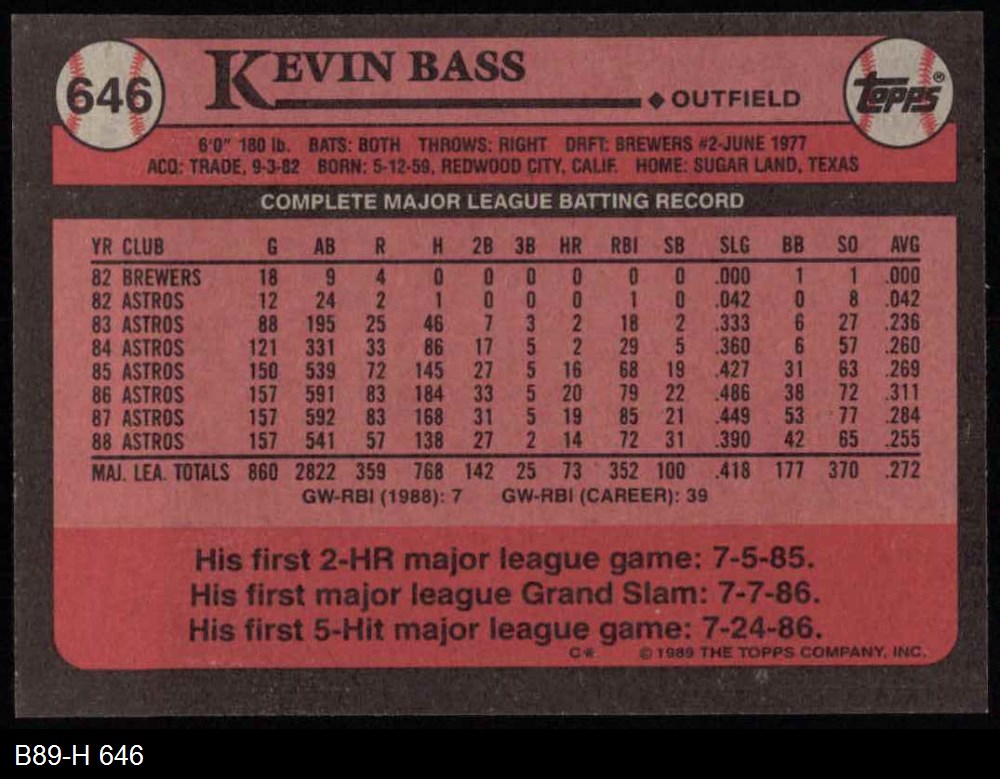 646
KEVIN BASS
◆ OUTFIELD
TOPPS®
6'0" 180 lb. BATS: BOTH THROWS: RIGHT DRFT: BREWERS #2-JUNE 1977
ACQ: TRADE, 9-3-82 BORN: 5-12-59, REDWOOD CITY, CALIF. HOME: SUGAR LAND, TEXAS
COMPLETE MAJOR LEAGUE BATTING RECORD
YR CLUB G AB R H 2B 3B HR RBI SB SLG BB SO AVG
82 BREWERS 18 9 4 0 0 0 0 0 0 .000 1 1 .000
82 ASTROS 12 24 2 1 0 0 0 1 0 .042 0 8 .042
83 ASTROS 88 195 25 46 7 3 2 18 2 .333 6 27 .236
84 ASTROS 121 331 33 86 17 5 2 29 5 .360 6 57 .260
85 ASTROS 150 539 72 145 27 5 16 68 19 .427 31 63 .269
86 ASTROS 157 591 83 184 33 5 20 79 22 .486 38 72 .311
87 ASTROS 157 592 83 168 31 5 19 85 21 .449 53 77 .284
88 ASTROS 157 541 57 138 27 2 14 72 31 .390 42 65 .255
MAJ. LEA. TOTALS 860 2822 359 768 142 25 73 352 100 .418 177 370 .272
GW-RBI (1988): 7 GW-RBI (CAREER): 39
His first 2-HR major league game: 7-5-85.
His first major league Grand Slam: 7-7-86.
His first 5-Hit major league game: 7-24-86.
C* © 1989 THE TOPPS COMPANY, INC.
B89-H 646